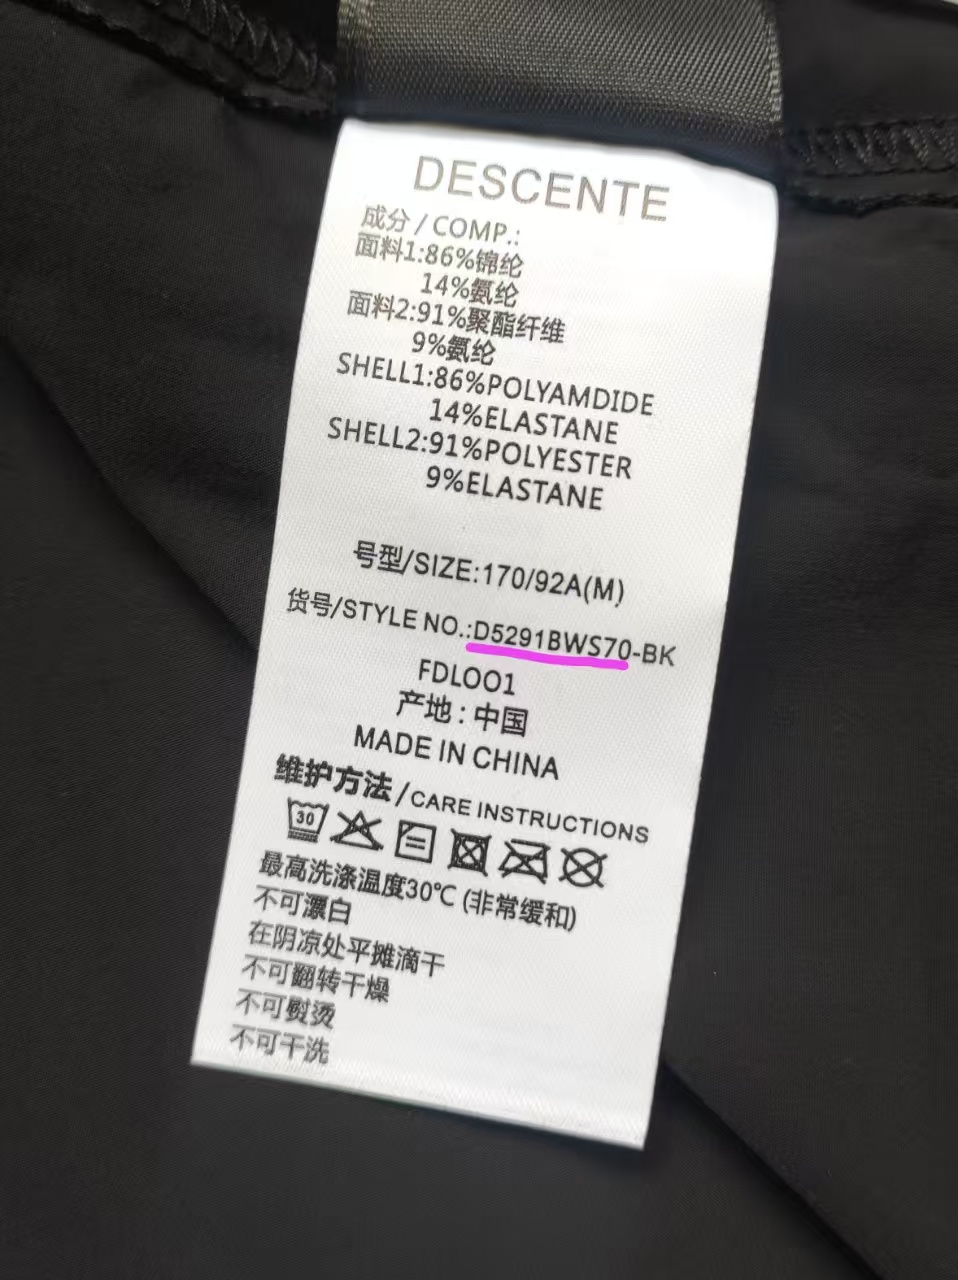 DESCENTE
成分/COMP.:
面料1:86%锦纶
14%氨纶
面料2:91%聚酯纤维
9%氨纶
SHELL1:86%POLYAMDIDE
14%ELASTANE
SHELL2:91%POLYESTER
9%ELASTANE
号型/SIZE:170/92A(M)
货号/STYLE NO.:D5291BWS70-BK
FDL001
产地:中国
MADE IN CHINA
维护方法/CARE INSTRUCTIONS
30
最高洗涤温度30℃(非常缓和)
不可漂白
在阴凉处平摊滴干
不可翻转干燥
不可熨烫
不可干洗